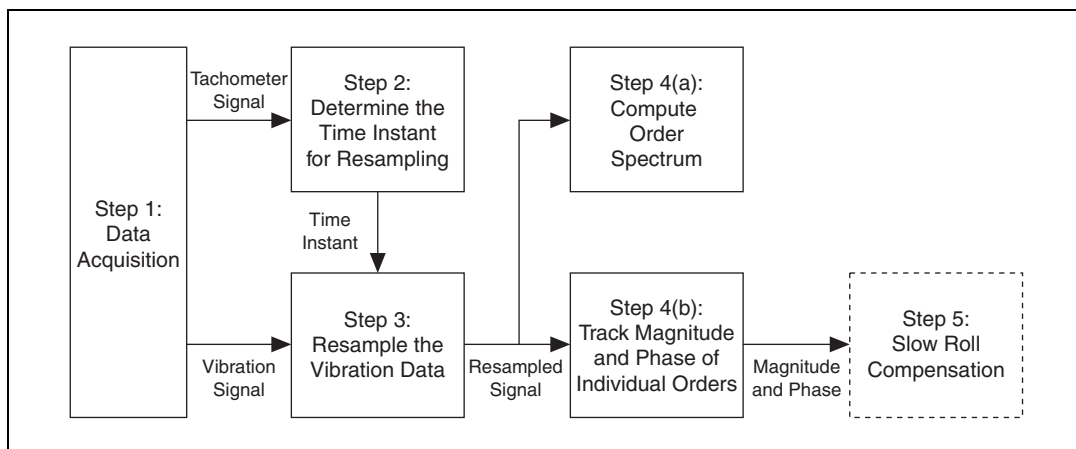 Step 1:
Data
Acquisition
Tachometer
Signal
Step 2:
Determine the
Time Instant
for Resampling
Time
Instant
Vibration
Signal
Step 3:
Resample the
Vibration Data
Resampled
Signal
Step 4(a):
Compute
Order
Spectrum
Step 4(b):
Track Magnitude
and Phase of
Individual Orders
Magnitude
and Phase
Step 5:
Slow Roll
Compensation